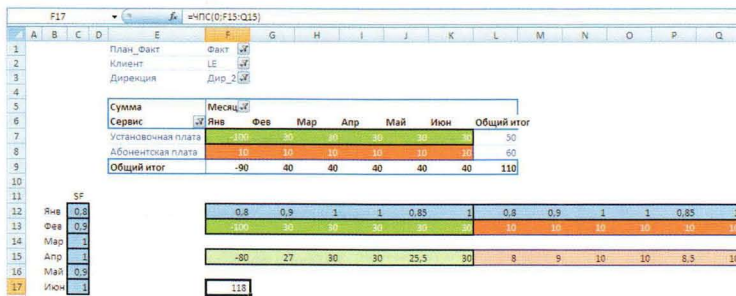 F17 fx =ЧПС(0;F15:Q15)
A B C D E F G H I J K L M N O P Q
1 План_Факт Факт
2 Клиент LE
3 Дирекция Дир_2
4
5 Сумма Месяц
6 Сервис Янв Фев Мар Апр Май Июн Общий итог
7 Установочная плата -100 30 30 30 30 30 50
8 Абонентская плата 10 10 10 10 10 10 60
9 Общий итог -90 40 40 40 40 40 110
10
11 SF
12 Янв 0,8 0,8 0,9 1 1 0,85 1 0,8 0,9 1 1 0,85
13 Фев 0,9 -100 30 30 30 30 30 10 10 10 10 10 10
14 Мар 1
15 Апр 1 -80 27 30 30 25,5 30 8 9 10 10 8,5 10
16 Май 0,9
17 Июн 1 118